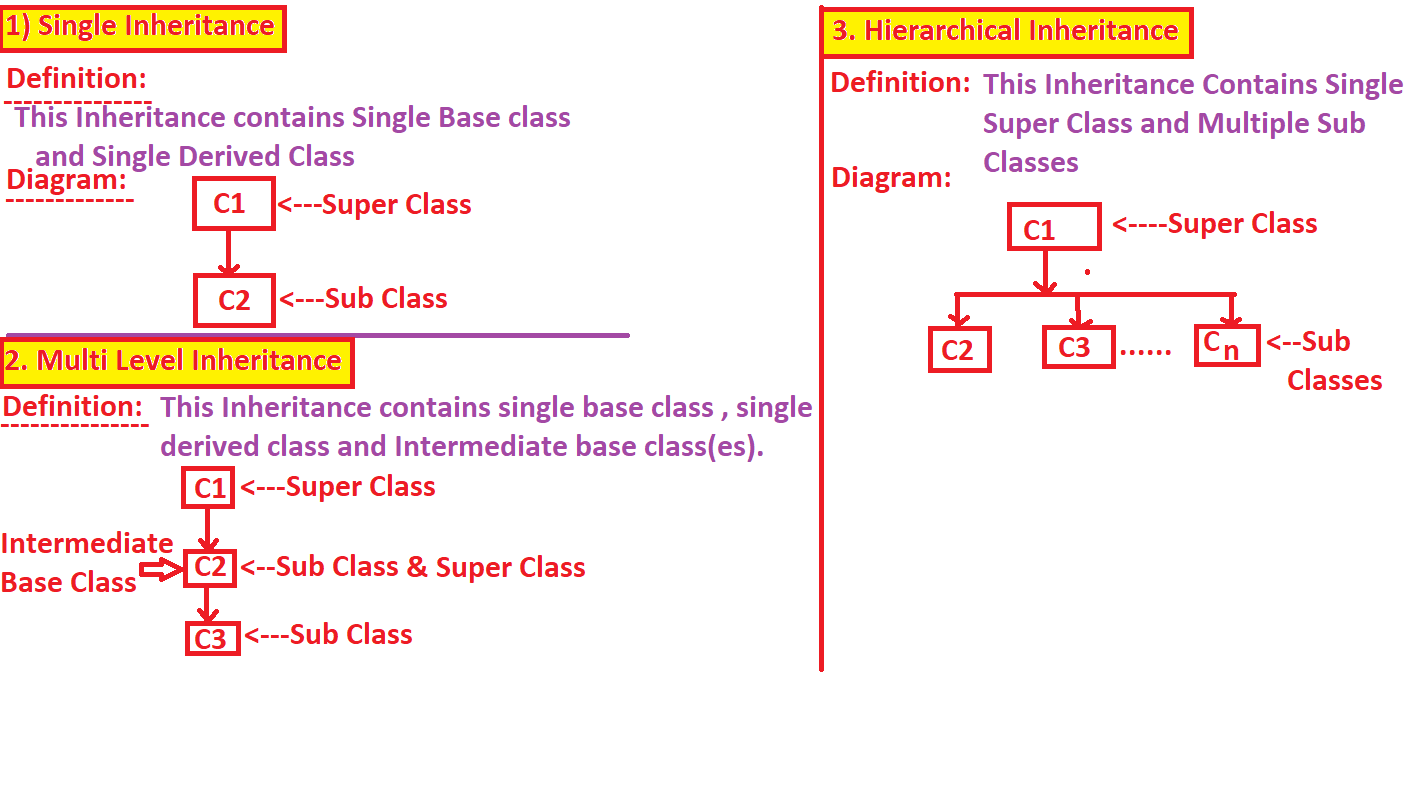 1) Single Inheritance
Definition:
This Inheritance contains Single Base class
and Single Derived Class
Diagram:
C1 <---Super Class
C2 <---Sub Class
2. Multi Level Inheritance
Definition: This Inheritance contains single base class , single
derived class and Intermediate base class(es).
C1 <---Super Class
Intermediate
Base Class
C2 <--Sub Class & Super Class
C3 <---Sub Class
3. Hierarchical Inheritance
Definition: This Inheritance Contains Single
Super Class and Multiple Sub
Classes
Diagram:
C1 <----Super Class
C2 C3 ...... Cn <--Sub
Classes